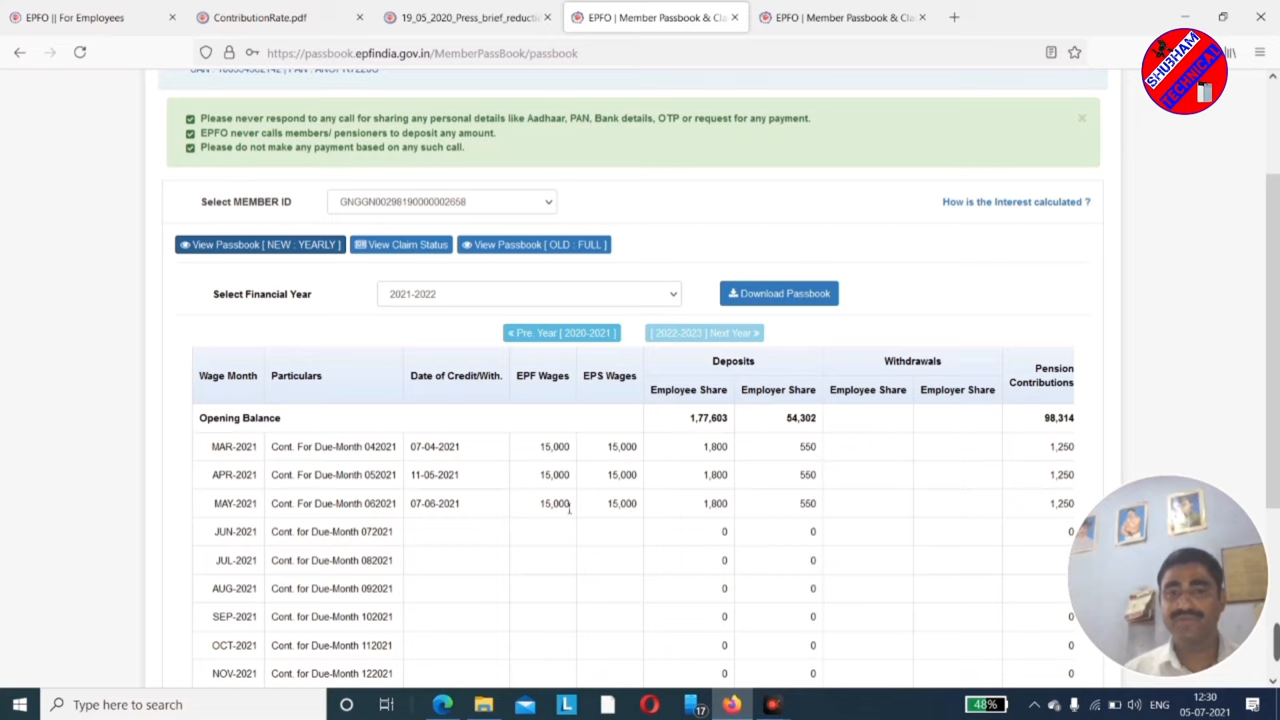 EPFO || For Employees
ContributionRate.pdf
19_05_2020_Press_brief_reducti
EPFO | Member Passbook & Cla
EPFO | Member Passbook & Cla
https://passbook.epfindia.gov.in/MemberPassBook/passbook
SHUBHAM
TECHNICAL
Please never respond to any call for sharing any personal details like Aadhaar, PAN, Bank details, OTP or request for any payment.
EPFO never calls members/ pensioners to deposit any amount.
Please do not make any payment based on any such call.
Select MEMBER ID GNGGN00298190000002658 How is the Interest calculated ?
View Passbook [ NEW : YEARLY ] View Claim Status View Passbook [ OLD : FULL ]
Select Financial Year 2021-2022 Download Passbook
« Pre. Year [ 2020-2021 ] [ 2022-2023 ] Next Year »
Wage Month Particulars Date of Credit/With. EPF Wages EPS Wages Deposits Withdrawals Pension Contributions
Employee Share Employer Share Employee Share Employer Share
Opening Balance 1,77,603 54,302 98,314
MAR-2021 Cont. For Due-Month 042021 07-04-2021 15,000 15,000 1,800 550 1,250
APR-2021 Cont. For Due-Month 052021 11-05-2021 15,000 15,000 1,800 550 1,250
MAY-2021 Cont. For Due-Month 062021 07-06-2021 15,000 15,000 1,800 550 1,250
JUN-2021 Cont. for Due-Month 072021 0 0 0
JUL-2021 Cont. for Due-Month 082021 0 0
AUG-2021 Cont. for Due-Month 092021 0 0
SEP-2021 Cont. for Due-Month 102021 0 0
OCT-2021 Cont. for Due-Month 112021 0 0
NOV-2021 Cont. for Due-Month 122021 0 0
Type here to search
17
48%
12:30
05-07-2021